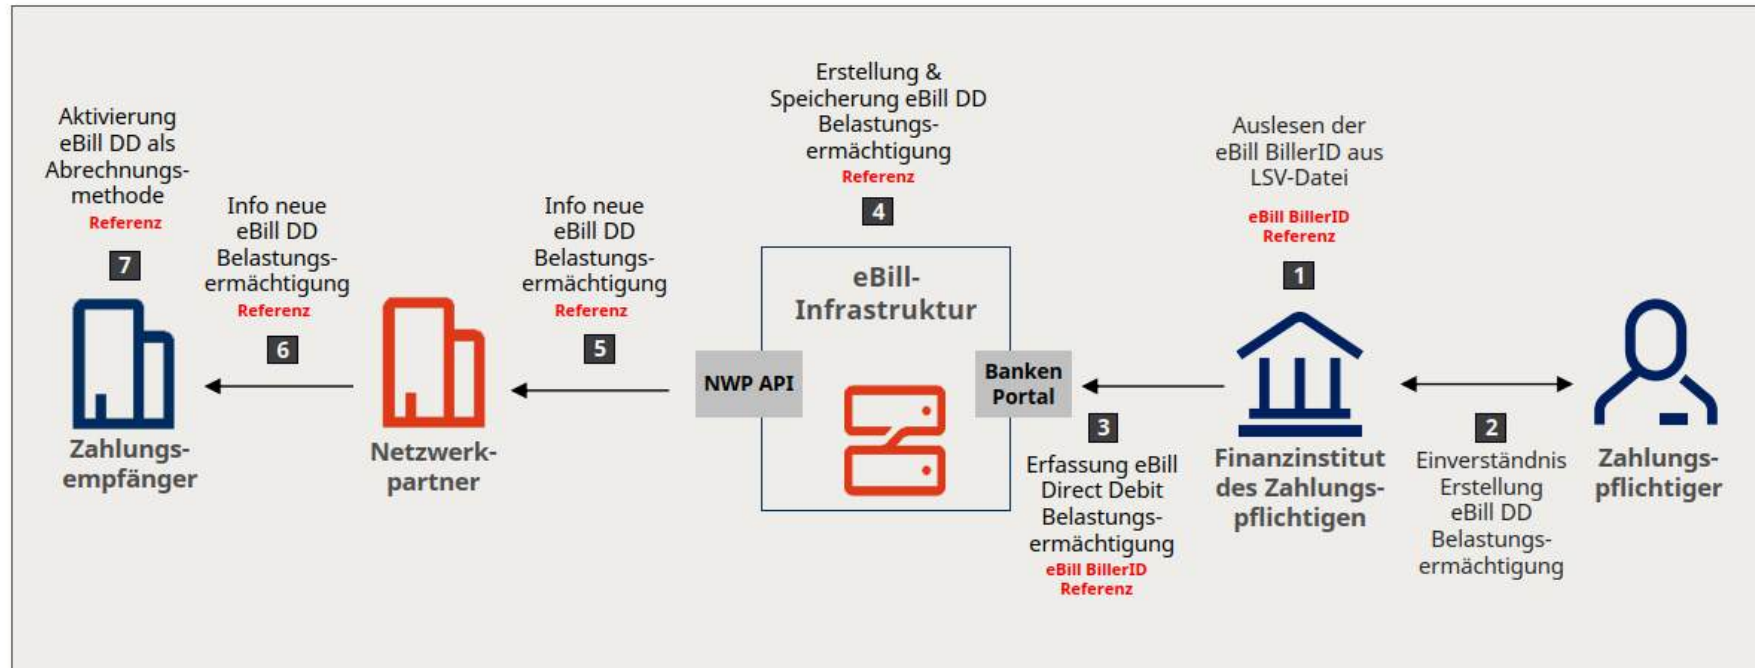 Aktivierung
eBill DD als
Abrechnungs-
methode
Referenz
7
Zahlungs-
empfänger
Info neue
eBill DD
Belastungs-
ermächtigung
Referenz
6
Netzwerk-
partner
Info neue
eBill DD
Belastungs-
ermächtigung
Referenz
5
Erstellung &
Speicherung eBill DD
Belastungs-
ermächtigung
Referenz
4
eBill-
Infrastruktur
NWP API
Banken
Portal
3
Erfassung eBill
Direct Debit
Belastungs-
ermächtigung
eBill BillerID
Referenz
Auslesen der
eBill BillerID aus
LSV-Datei
eBill BillerID
Referenz
1
Finanzinstitut
des Zahlungs-
pflichtigen
2
Einverständnis
Erstellung
eBill DD
Belastungs-
ermächtigung
Zahlungs-
pflichtiger